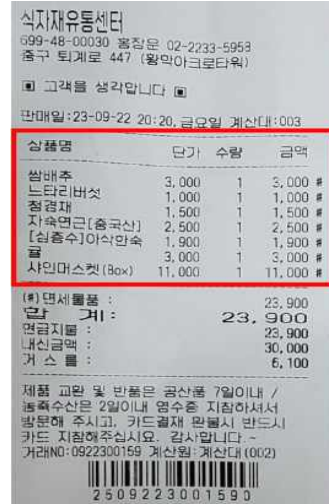 식자재유통센터
699-48-00030 홍장문 02-2233-5958
중구 퇴계로 447 (황학아크로타워)
▣ 고객을 생각합니다 ▣
판매일:23-09-22 20:20, 금요일 계산대:003
상품명 단가 수량 금액
쌈배추 3,000 1 3,000 #
느타리버섯 1,000 1 1,000 #
청경재 1,500 1 1,500 #
자숙연근[중국산] 2,500 1 2,500 #
[심층수]아삭한숙 1,900 1 1,900 #
귤 3,000 1 3,000 #
샤인머스켓(Box) 11,000 1 11,000 #
(#)면세물품 : 23,900
합 계: 23,900
현금지불 : 23,900
내신금액 : 30,000
거 스 름 : 6,100
제품 교환 및 반품은 공산품 7일이내 /
농축수산은 2일이내 영수증 지참하셔서
방문해 주시고, 카드결재 환불시 반드시
카드 지참해주십시요. 감사합니다.~
거래NO:0922300159 계산원:계산대(002)
2509223001590